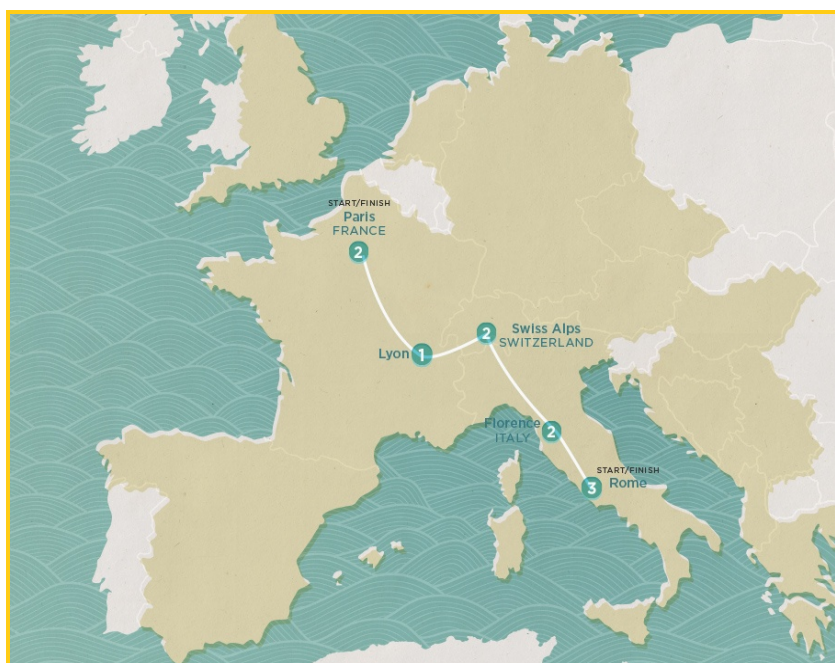 START/FINISH
Paris
FRANCE
2
Lyon
1
2
Swiss Alps
SWITZERLAND
Florence
ITALY
2
START/FINISH
Rome
3